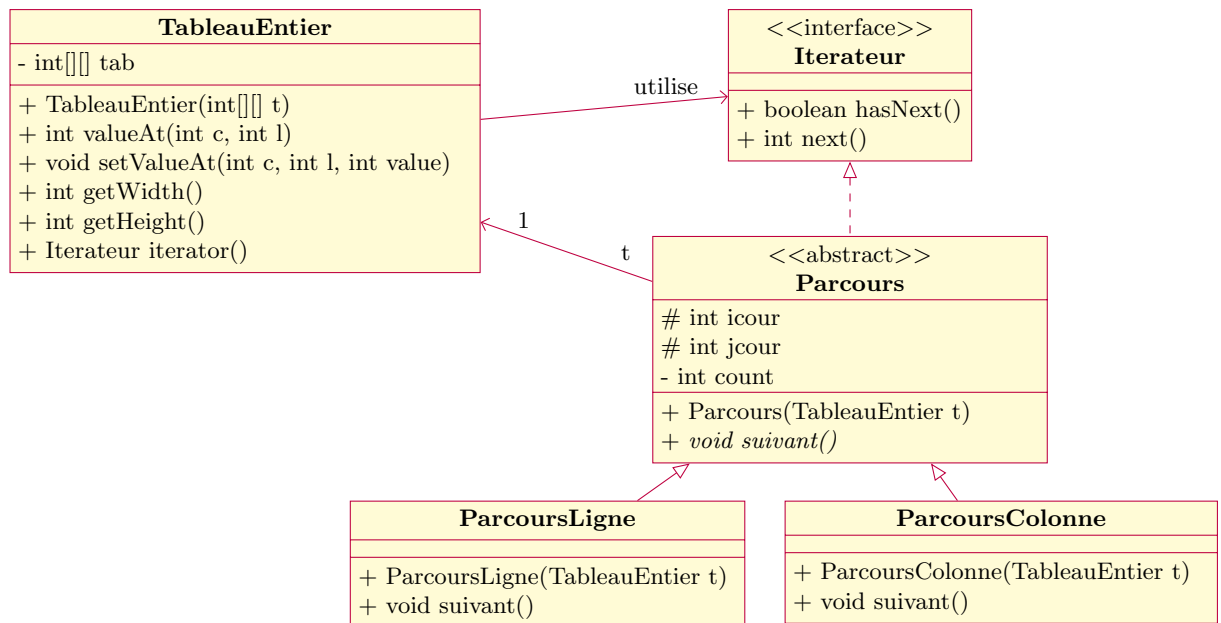 TableauEntier
- int[][] tab
+ TableauEntier(int[][] t)
+ int valueAt(int c, int l)
+ void setValueAt(int c, int l, int value)
+ int getWidth()
+ int getHeight()
+ Iterateur iterator()
utilise
<<interface>>
Iterateur
+ boolean hasNext()
+ int next()
1
t
<<abstract>>
Parcours
# int icour
# int jcour
- int count
+ Parcours(TableauEntier t)
+ void suivant()
ParcoursLigne
+ ParcoursLigne(TableauEntier t)
+ void suivant()
ParcoursColonne
+ ParcoursColonne(TableauEntier t)
+ void suivant()